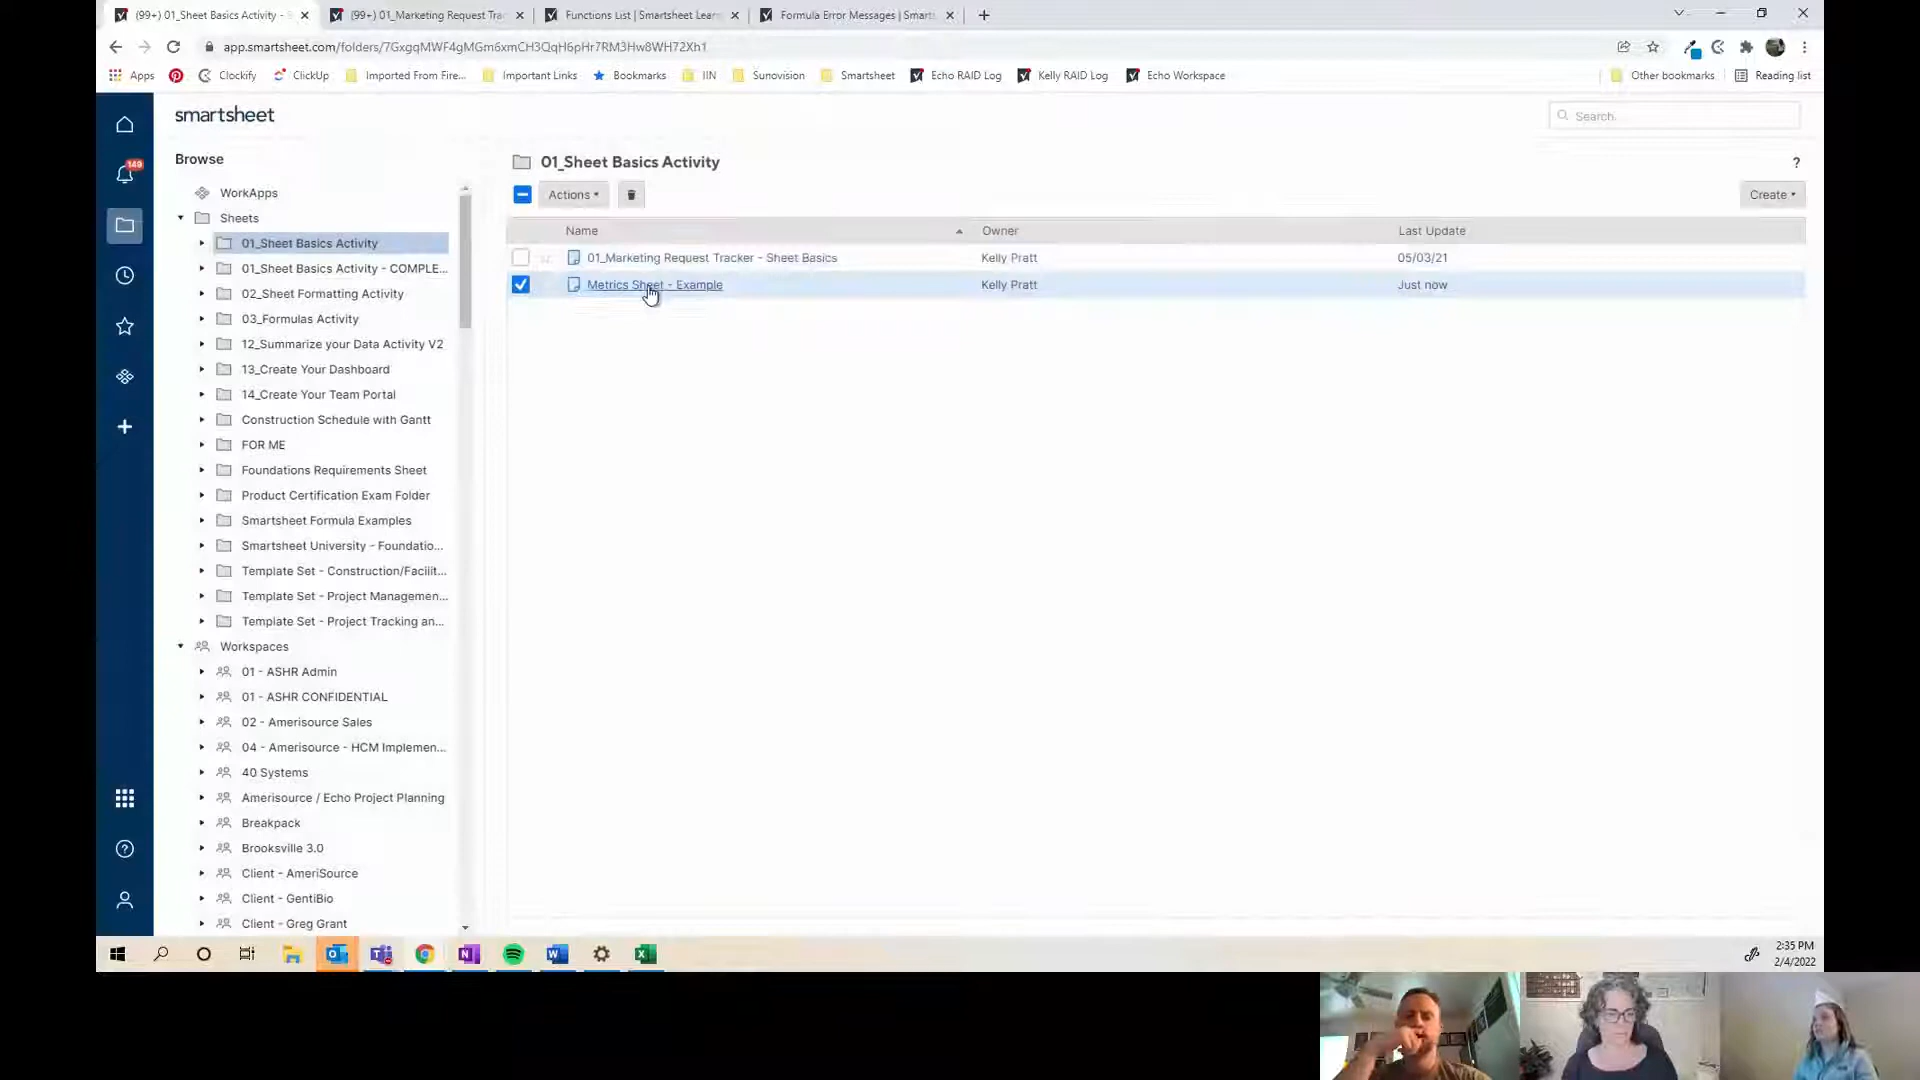 (99+) 01_Sheet Basics Activity -
(99+) 01_Marketing Request Tra
Functions List | Smartsheet Lear
Formula Error Messages | Smart
app.smartsheet.com/folders/7GxgqMWF4gMGm6xmCH3QqH6pHr7RM3Hw8WH72Xh1
Apps
Clockify
ClickUp
Imported From Fire...
Important Links
Bookmarks
IIN
Sunovision
Smartsheet
Echo RAID Log
Kelly RAID Log
Echo Workspace
Other bookmarks
Reading list
smartsheet
Search...
149
Browse
WorkApps
Sheets
01_Sheet Basics Activity
01_Sheet Basics Activity - COMPLE...
02_Sheet Formatting Activity
03_Formulas Activity
12_Summarize your Data Activity V2
13_Create Your Dashboard
14_Create Your Team Portal
Construction Schedule with Gantt
FOR ME
Foundations Requirements Sheet
Product Certification Exam Folder
Smartsheet Formula Examples
Smartsheet University - Foundatio...
Template Set - Construction/Facilit...
Template Set - Project Managemen...
Template Set - Project Tracking an...
Workspaces
01 - ASHR Admin
01 - ASHR CONFIDENTIAL
02 - Amerisource Sales
04 - Amerisource - HCM Implemen...
40 Systems
Amerisource / Echo Project Planning
Breakpack
Brooksville 3.0
Client - AmeriSource
Client - GentiBio
Client - Greg Grant
01_Sheet Basics Activity
?
Actions
Create
Name
Owner
Last Update
01_Marketing Request Tracker - Sheet Basics
Kelly Pratt
05/03/21
Metrics Sheet - Example
Kelly Pratt
Just now
2:35 PM
2/4/2022